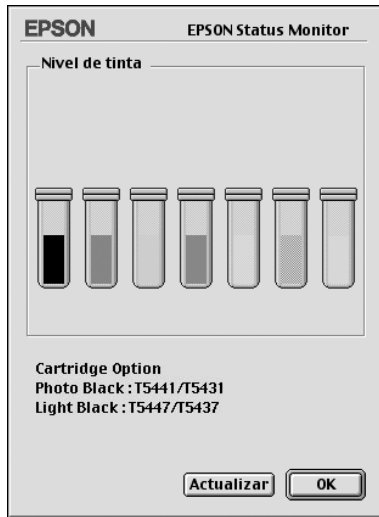 EPSON
EPSON Status Monitor
Nivel de tinta
Cartridge Option
Photo Black : T5441/T5431
Light Black : T5447/T5437
Actualizar
OK